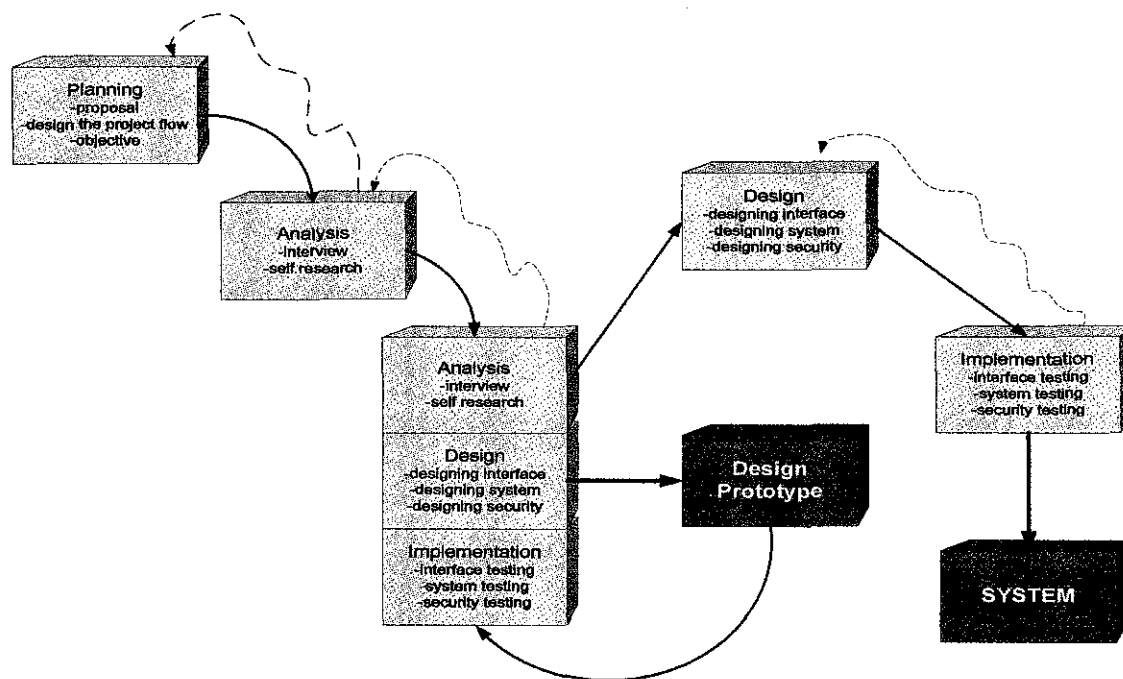 Planning
-proposal
-design the project flow
-objective
Analysis
-interview
-self research
Analysis
-interview
-self research
Design
-designing interface
-designing system
-designing security
Implementation
-interface testing
-system testing
-security testing
Design
Prototype
Design
-designing interface
-designing system
-designing security
Implementation
-interface testing
-system testing
-security testing
SYSTEM